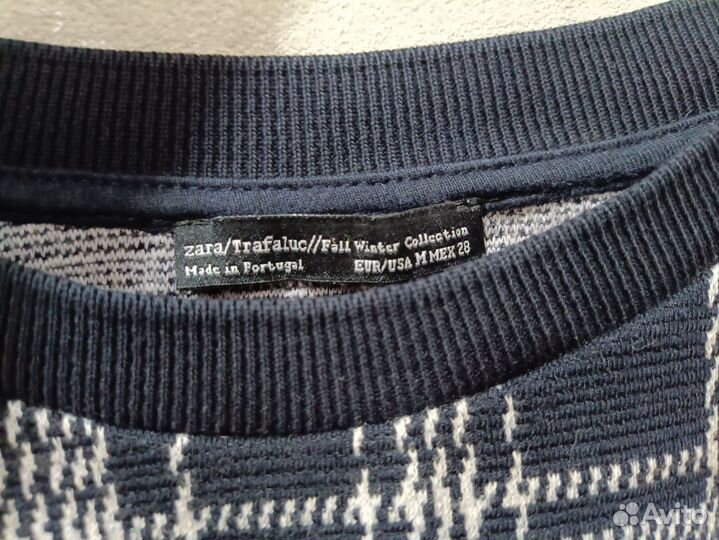 zara/Trafaluc//Fall Winter Collection
Made in Portugal EUR/USA M MEX 28
Avito